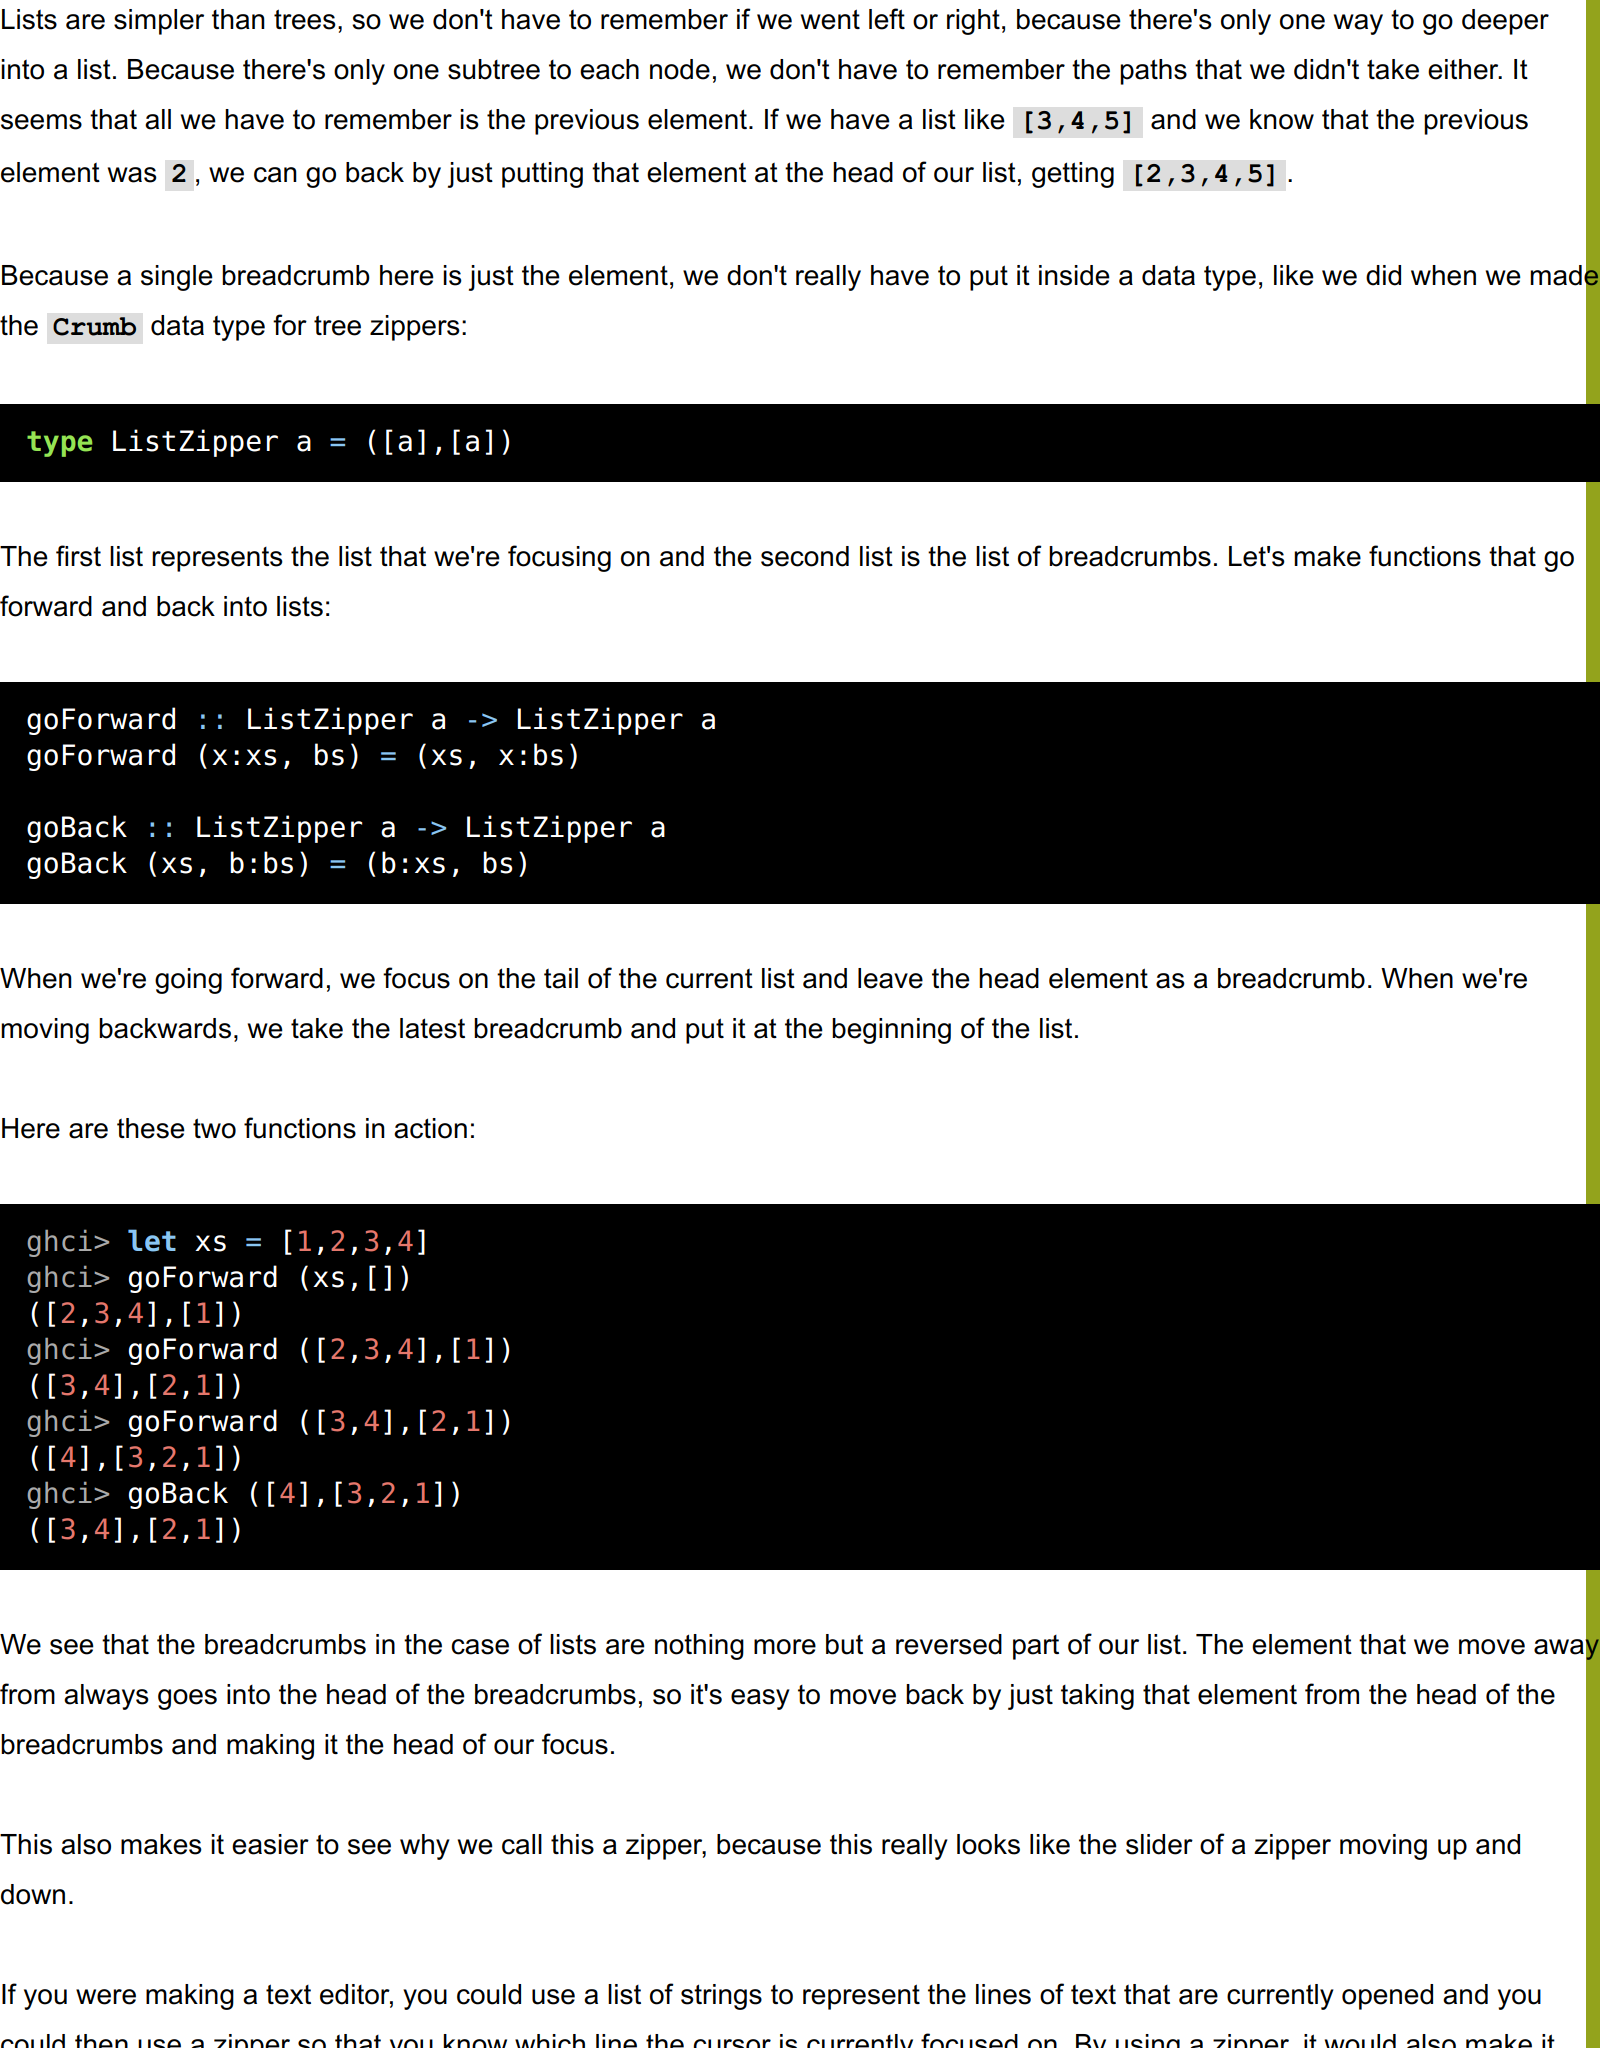 Lists are simpler than trees, so we don't have to remember if we went left or right, because there's only one way to go deeper
into a list. Because there's only one subtree to each node, we don't have to remember the paths that we didn't take either. It
seems that all we have to remember is the previous element. If we have a list like [3,4,5] and we know that the previous
element was 2, we can go back by just putting that element at the head of our list, getting [2,3,4,5].
Because a single breadcrumb here is just the element, we don't really have to put it inside a data type, like we did when we made
the Crumb data type for tree zippers:
type ListZipper a = ([a],[a])
The first list represents the list that we're focusing on and the second list is the list of breadcrumbs. Let's make functions that go
forward and back into lists:
goForward :: ListZipper a -> ListZipper a
goForward (x:xs, bs) = (xs, x:bs)
goBack :: ListZipper a -> ListZipper a
goBack (xs, b:bs) = (b:xs, bs)
When we're going forward, we focus on the tail of the current list and leave the head element as a breadcrumb. When we're
moving backwards, we take the latest breadcrumb and put it at the beginning of the list.
Here are these two functions in action:
ghci> let xs = [1,2,3,4]
ghci> goForward (xs,[])
([2,3,4],[1])
ghci> goForward ([2,3,4],[1])
([3,4],[2,1])
ghci> goForward ([3,4],[2,1])
([4],[3,2,1])
ghci> goBack ([4],[3,2,1])
([3,4],[2,1])
We see that the breadcrumbs in the case of lists are nothing more but a reversed part of our list. The element that we move away
from always goes into the head of the breadcrumbs, so it's easy to move back by just taking that element from the head of the
breadcrumbs and making it the head of our focus.
This also makes it easier to see why we call this a zipper, because this really looks like the slider of a zipper moving up and
down.
If you were making a text editor, you could use a list of strings to represent the lines of text that are currently opened and you
could then use a zipper so that you know which line the cursor is currently focused on. By using a zipper, it would also make it